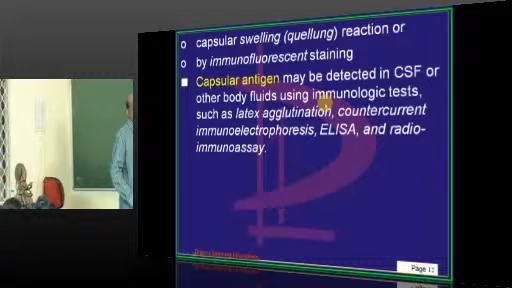 capsular swelling (quellung) reaction or
by immunofluorescent staining
Capsular antigen may be detected in CSF or
other body fluids using immunologic tests,
such as latex agglutination, countercurrent
immunoelectrophoresis, ELISA, and radio-
immunoassay.
Page 12